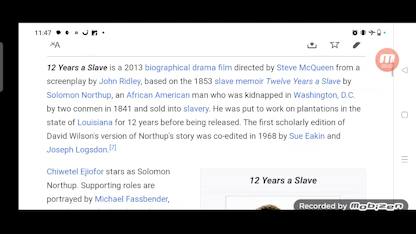 11:47
12 Years a Slave is a 2013 biographical drama film directed by Steve McQueen from a
screenplay by John Ridley, based on the 1853 slave memoir Twelve Years a Slave by
Solomon Northup, an African American man who was kidnapped in Washington, D.C.
by two conmen in 1841 and sold into slavery. He was put to work on plantations in the
state of Louisiana for 12 years before being released. The first scholarly edition of
David Wilson's version of Northup's story was co-edited in 1968 by Sue Eakin and
Joseph Logsdon.[7]
Chiwetel Ejiofor stars as Solomon
Northup. Supporting roles are
portrayed by Michael Fassbender,
12 Years a Slave
Recorded by mobizen